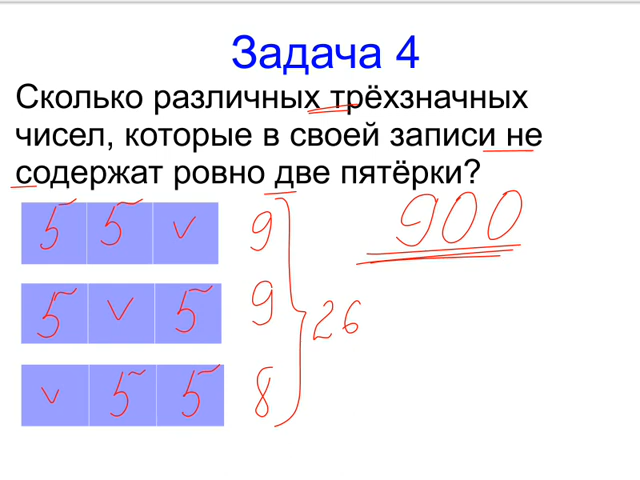 Задача 4
Сколько различных трёхзначных
чисел, которые в своей записи не
содержат ровно две пятёрки?
900
5 5 v 9
5 v 5 9
26
v 5 5 8